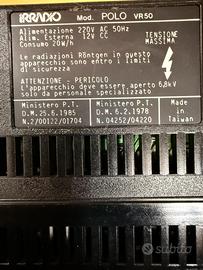 IRRADIO Mod. POLO VR50
Alimentazione 220V AC 50Hz
Alim. Esterna 12V CC
Consumo 20W/h
TENSIONE
MASSIMA
Le radiazioni Röntgen in questo
apparecchio sono entro i limiti
di sicurezza
ATTENZIONE - PERICOLO
L'apparecchio deve essere aperto
solo da personale specializzato
6,8kV
Ministero P.T.
D.M.25.6.1985
N.2/00122/01704
Ministero P.T.
D.M.6.2.1978
N.04252/04220
Made in
Taiwan
subito